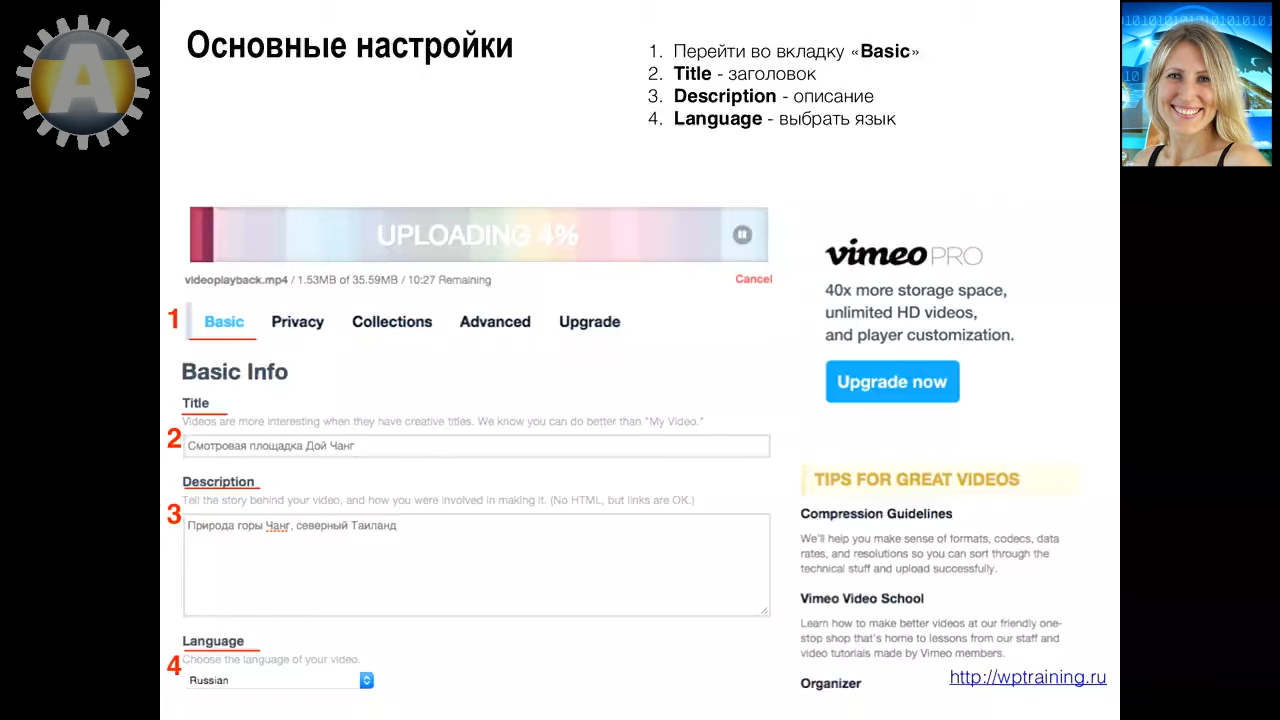 Основные настройки
1. Перейти во вкладку «Basic»
2. Title - заголовок
3. Description - описание
4. Language - выбрать язык
A
UPLOADING 4%
videoplayback.mp4 / 1.53MB of 35.59MB / 10:27 Remaining
Cancel
1
Basic Privacy Collections Advanced Upgrade
Basic Info
Title
Videos are more interesting when they have creative titles. We know you can do better than "My Video."
2
Смотровая площадка Дой Чанг
Description
Tell the story behind your video, and how you were involved in making it. (No HTML, but links are OK.)
3
Природа горы Чанг, северный Таиланд
Language
Choose the language of your video.
4
Russian
vimeo PRO
40x more storage space,
unlimited HD videos,
and player customization.
Upgrade now
TIPS FOR GREAT VIDEOS
Compression Guidelines
We'll help you make sense of formats, codecs, data
rates, and resolutions so you can sort through the
technical stuff and upload successfully.
Vimeo Video School
Learn how to make better videos at our friendly one-
stop shop that's home to lessons from our staff and
video tutorials made by Vimeo members.
Organizer
http://wptraining.ru